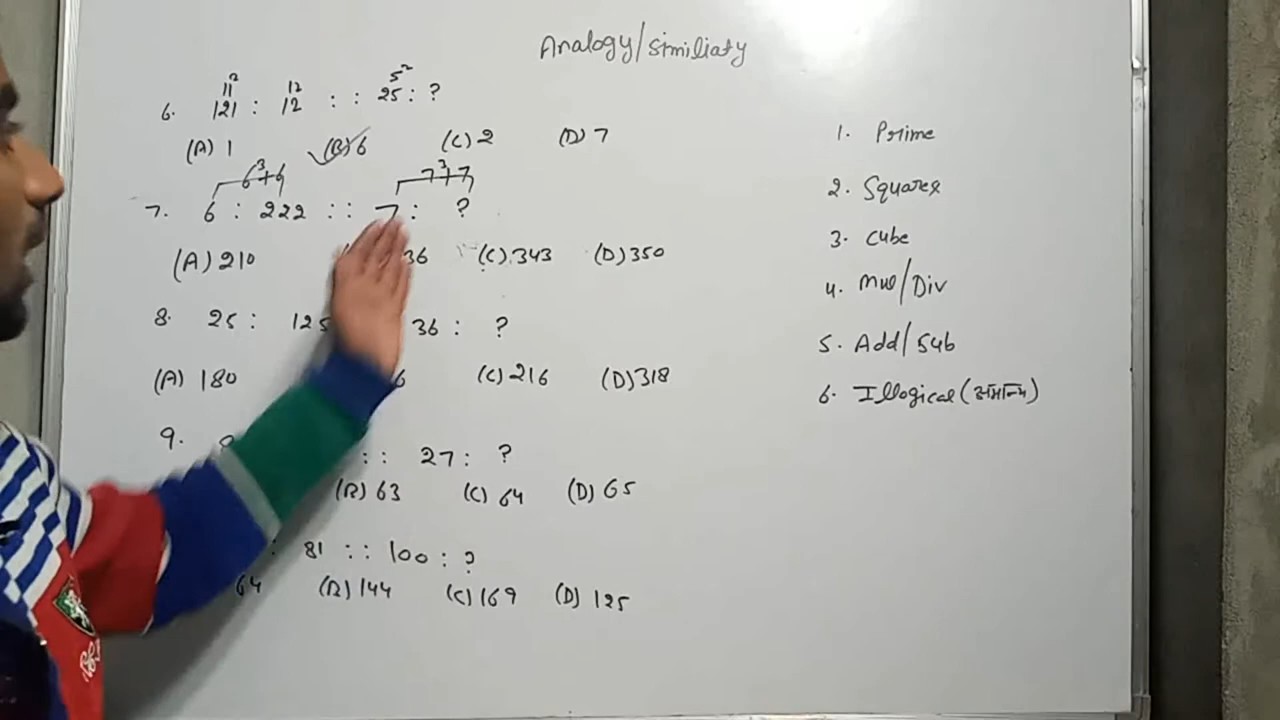 Analogy/Similiaty
11² 12 5²
6. 121 : 12 : : 25 : ?
(A) 1 (B) 6 (C) 2 (D) 7
6³+6 7³+7
7. 6 : 222 : : 7 : ?
(A) 210 36 (C) 343 (D) 350
8. 25 : 125 36 : ?
(A) 180 6 (C) 216 (D) 318
9. : : 27 : ?
(B) 63 (C) 64 (D) 65
: 81 : : 100 : ?
64 (B) 144 (C) 169 (D) 125
1. Prime
2. Squares
3. Cube
4. Mul/Div
5. Add/Sub
6. Illogical (असमान्य)